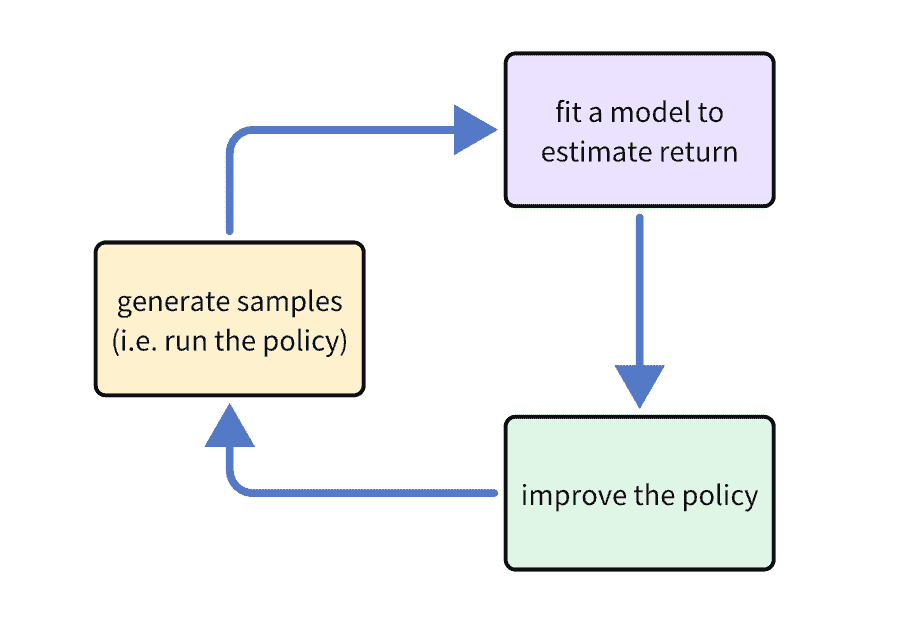 fit a model to
estimate return
generate samples
(i.e. run the policy)
improve the policy